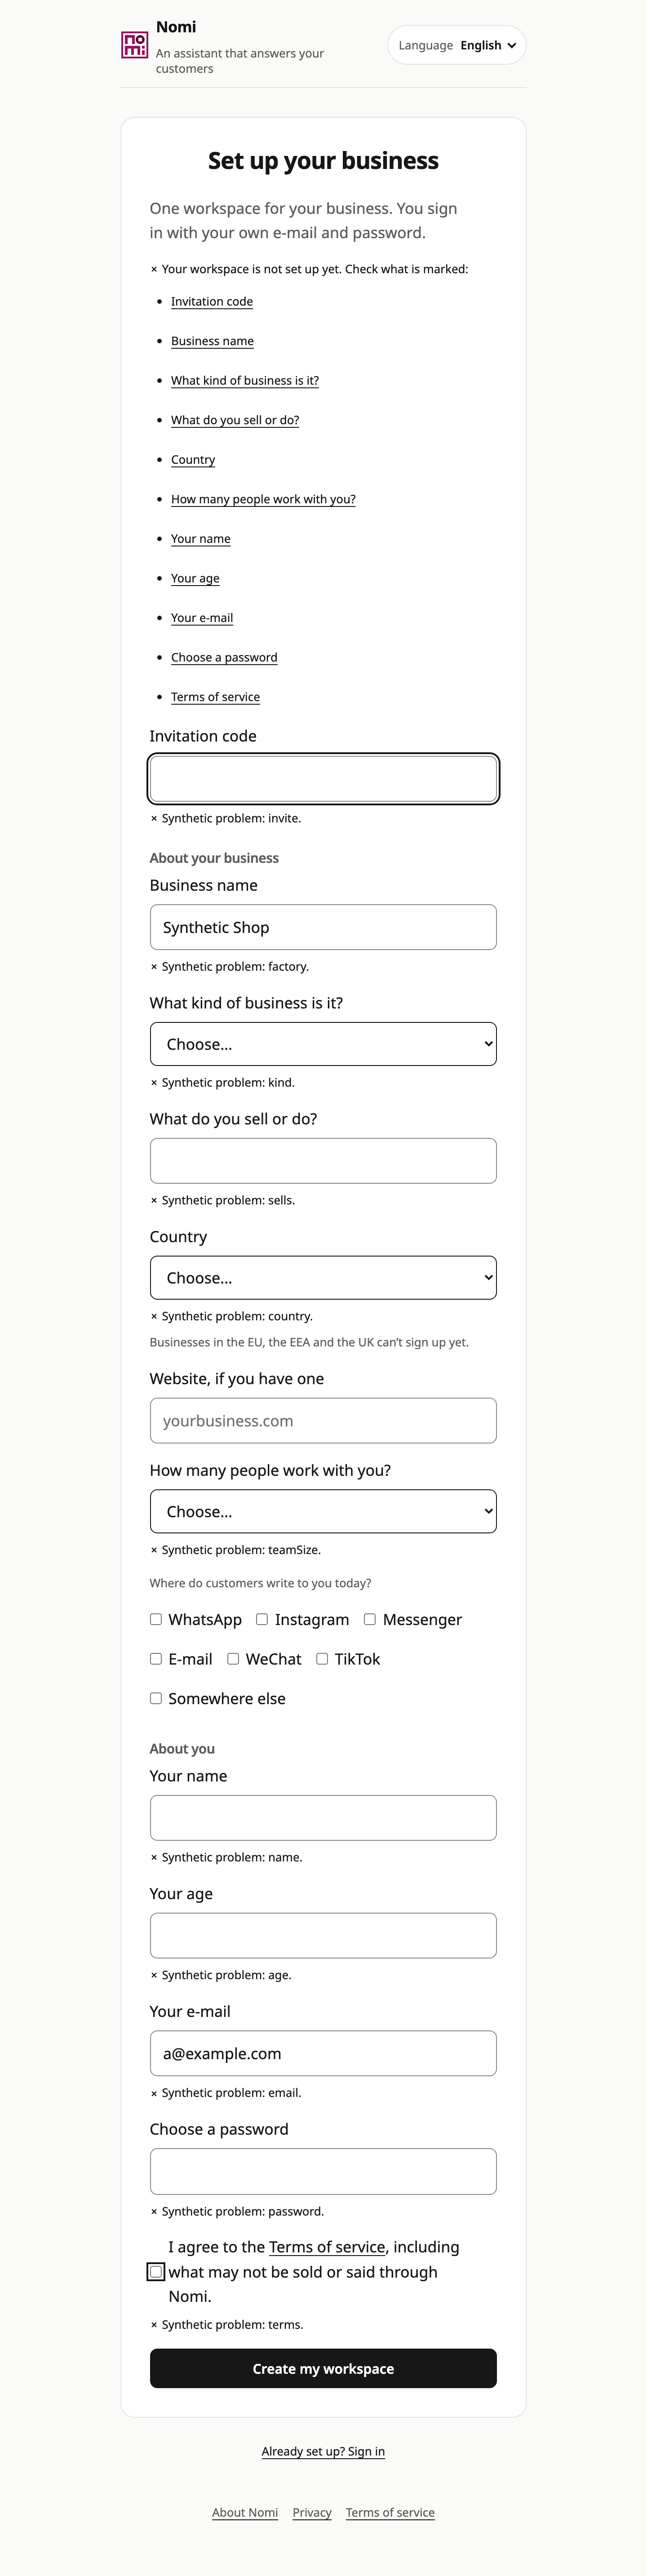 nomi
Nomi
An assistant that answers your
customers
Language English
Set up your business
One workspace for your business. You sign
in with your own e-mail and password.
× Your workspace is not set up yet. Check what is marked:
• Invitation code
• Business name
• What kind of business is it?
• What do you sell or do?
• Country
• How many people work with you?
• Your name
• Your age
• Your e-mail
• Choose a password
• Terms of service
Invitation code
× Synthetic problem: invite.
About your business
Business name
Synthetic Shop
× Synthetic problem: factory.
What kind of business is it?
Choose...
× Synthetic problem: kind.
What do you sell or do?
× Synthetic problem: sells.
Country
Choose...
× Synthetic problem: country.
Businesses in the EU, the EEA and the UK can’t sign up yet.
Website, if you have one
yourbusiness.com
How many people work with you?
Choose...
× Synthetic problem: teamSize.
Where do customers write to you today?
WhatsApp Instagram Messenger
E-mail WeChat TikTok
Somewhere else
About you
Your name
× Synthetic problem: name.
Your age
× Synthetic problem: age.
Your e-mail
a@example.com
× Synthetic problem: email.
Choose a password
× Synthetic problem: password.
I agree to the Terms of service, including
what may not be sold or said through
Nomi.
× Synthetic problem: terms.
Create my workspace
Already set up? Sign in
About Nomi Privacy Terms of service